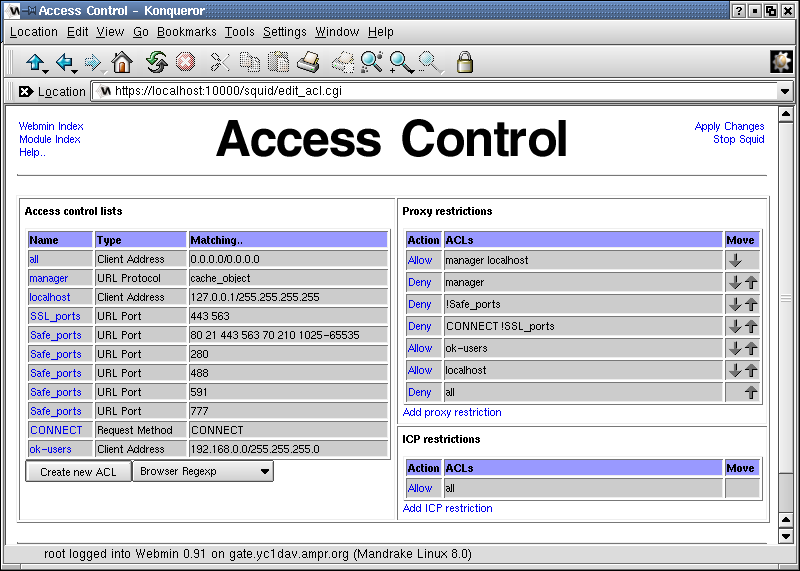 Access Control - Konqueror
Location Edit View Go Bookmarks Tools Settings Window Help
Location https://localhost:10000/squid/edit_acl.cgi
Webmin Index
Module Index
Help..
Access Control
Apply Changes
Stop Squid
Access control lists
Name Type Matching..
all Client Address 0.0.0.0/0.0.0.0
manager URL Protocol cache_object
localhost Client Address 127.0.0.1/255.255.255.255
SSL_ports URL Port 443 563
Safe_ports URL Port 80 21 443 563 70 210 1025-65535
Safe_ports URL Port 280
Safe_ports URL Port 488
Safe_ports URL Port 591
Safe_ports URL Port 777
CONNECT Request Method CONNECT
ok-users Client Address 192.168.0.0/255.255.255.0
Create new ACL Browser Regexp
Proxy restrictions
Action ACLs Move
Allow manager localhost
Deny manager
Deny !Safe_ports
Deny CONNECT !SSL_ports
Allow ok-users
Allow localhost
Deny all
Add proxy restriction
ICP restrictions
Action ACLs Move
Allow all
Add ICP restriction
root logged into Webmin 0.91 on gate.yc1dav.ampr.org (Mandrake Linux 8.0)